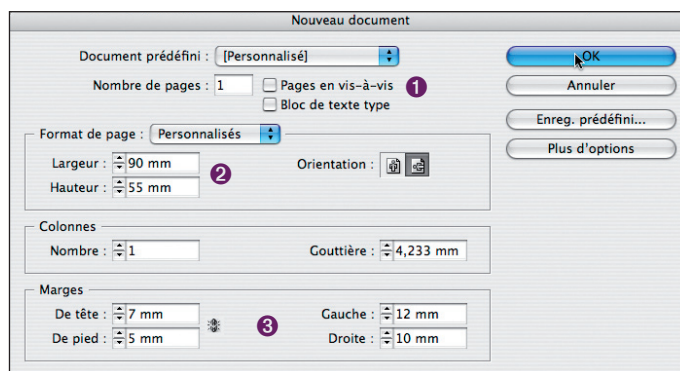 Nouveau document
Document prédéfini : [Personnalisé]
OK
Nombre de pages : 1
Pages en vis-à-vis
1
Annuler
Bloc de texte type
Enreg. prédéfini...
Format de page : Personnalisés
Plus d'options
Largeur : 90 mm
2
Orientation :
Hauteur : 55 mm
Colonnes
Nombre : 1
Gouttière : 4,233 mm
Marges
De tête : 7 mm
3
Gauche : 12 mm
De pied : 5 mm
Droite : 10 mm